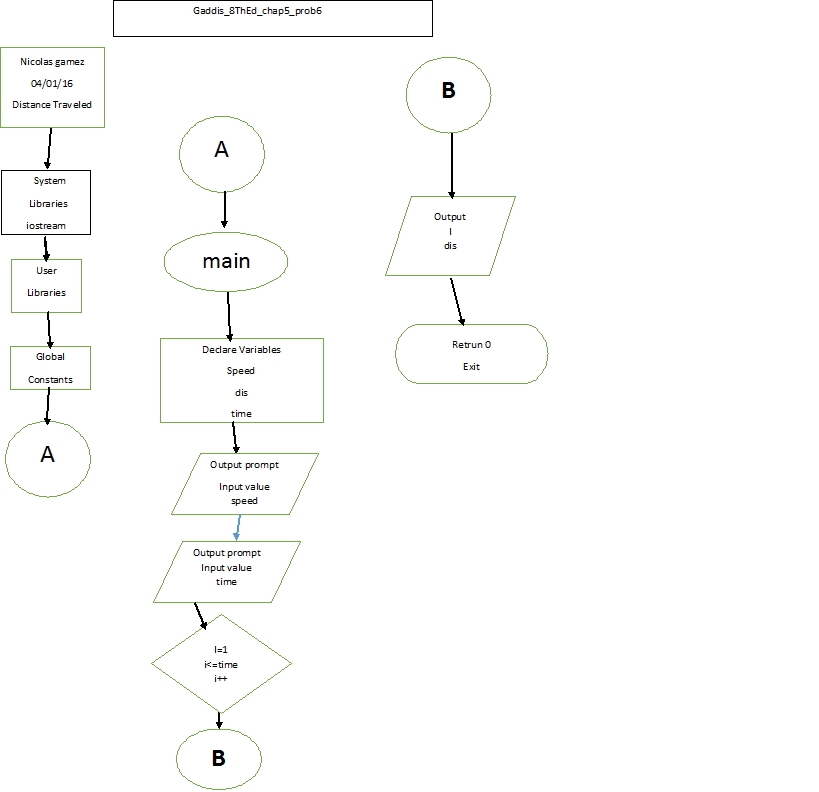 Gaddis_8ThEd_chap5_prob6
Nicolas gamez
04/01/16
Distance Traveled
System
Libraries
iostream
User
Libraries
Global
Constants
A
A
main
Declare Variables
Speed
dis
time
Output prompt
Input value
speed
Output prompt
Input value
time
I=1
i<=time
i++
B
B
Output
I
dis
Retrun 0
Exit